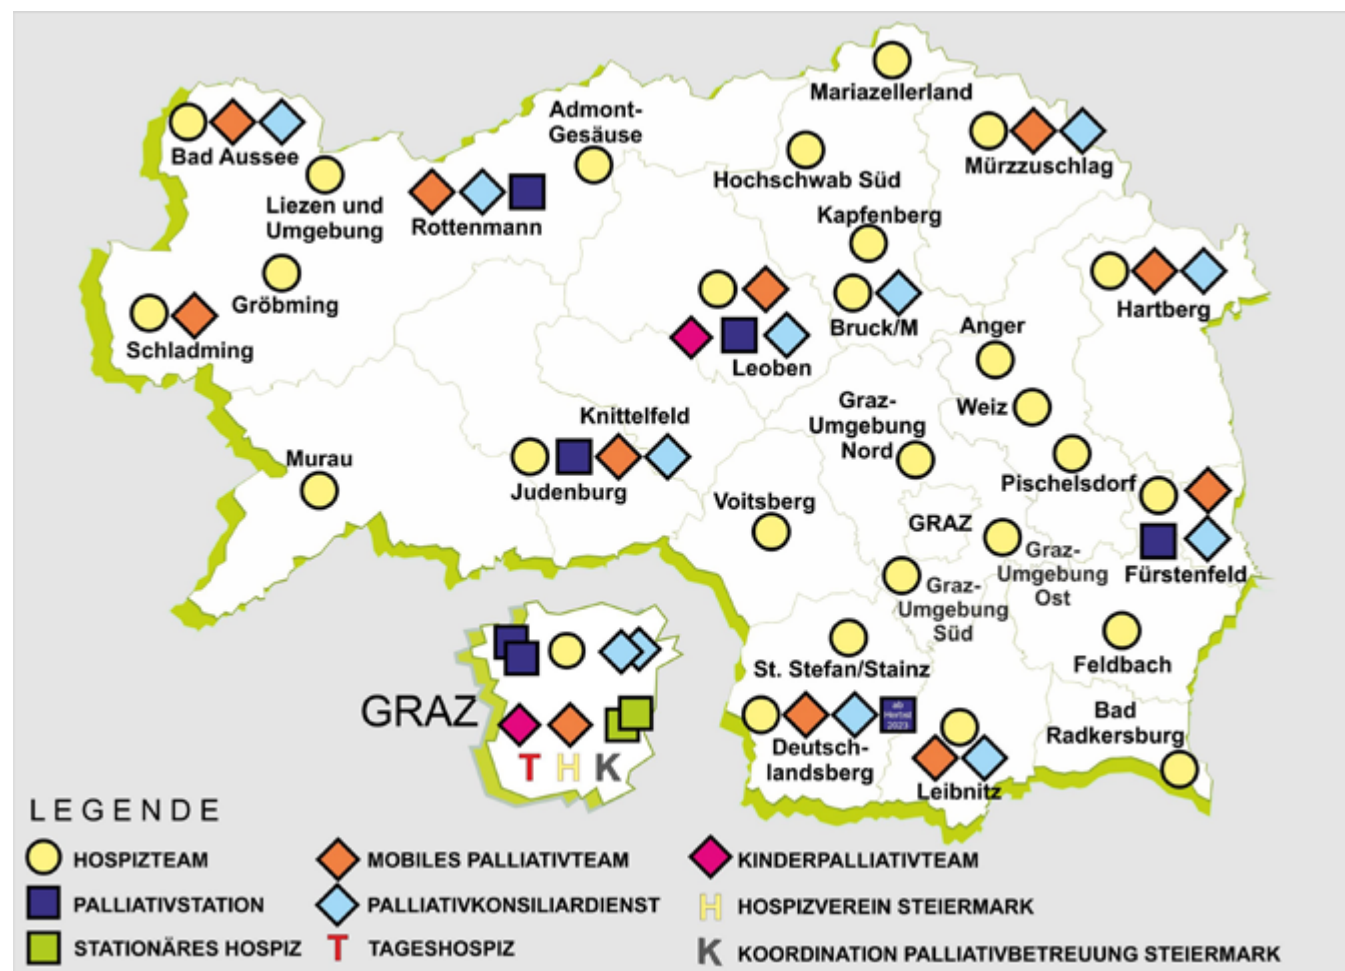 Mariazellerland
Admont-
Gesäuse
Bad Aussee
Mürzzuschlag
Hochschwab Süd
Liezen und
Umgebung
Rottenmann
Kapfenberg
Gröbming
Hartberg
Bruck/M
Anger
Schladming
Leoben
Weiz
Graz-
Umgebung
Nord
Knittelfeld
Murau
Judenburg
Pischelsdorf
Voitsberg
GRAZ
Graz-
Umgebung
Ost
Fürstenfeld
Graz-
Umgebung
Süd
St. Stefan/Stainz
Feldbach
ab
Herbst
2023
Deutsch-
landsberg
Bad
Radkersburg
Leibnitz
GRAZ
T H K
LEGENDE
HOSPIZTEAM
MOBILES PALLIATIVTEAM
KINDERPALLIATIVTEAM
PALLIATIVSTATION
PALLIATIVKONSILIARDIENST
H HOSPIZVEREIN STEIERMARK
STATIONÄRES HOSPIZ
T TAGESHOSPIZ
K KOORDINATION PALLIATIVBETREUUNG STEIERMARK